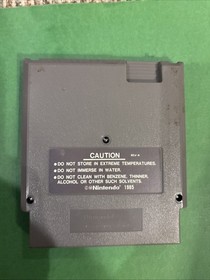 CAUTION
● DO NOT STORE IN EXTREME TEMPERATURES.
● DO NOT IMMERSE IN WATER.
● DO NOT CLEAN WITH BENZENE, THINNER,
ALCOHOL OR OTHER SUCH SOLVENTS.
Nintendo 1985